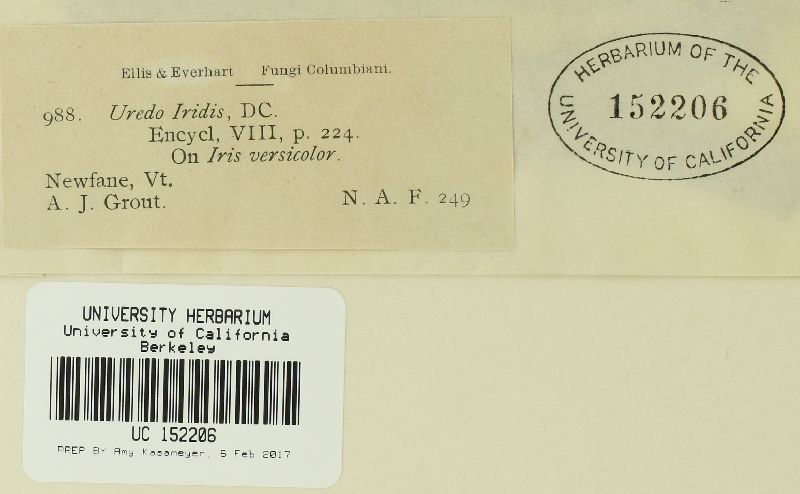 Ellis & Everhart — Fungi Columbiani.
988. Uredo Iridis, DC.
Encycl, VIII, p. 224.
On Iris versicolor.
Newfane, Vt.
A. J. Grout.
N. A. F. 249
HERBARIUM OF THE
152206
UNIVERSITY OF CALIFORNIA
UNIVERSITY HERBARIUM
University of California
Berkeley
UC 152206
PREP BY Amy Kasameyer, 6 Feb 2017